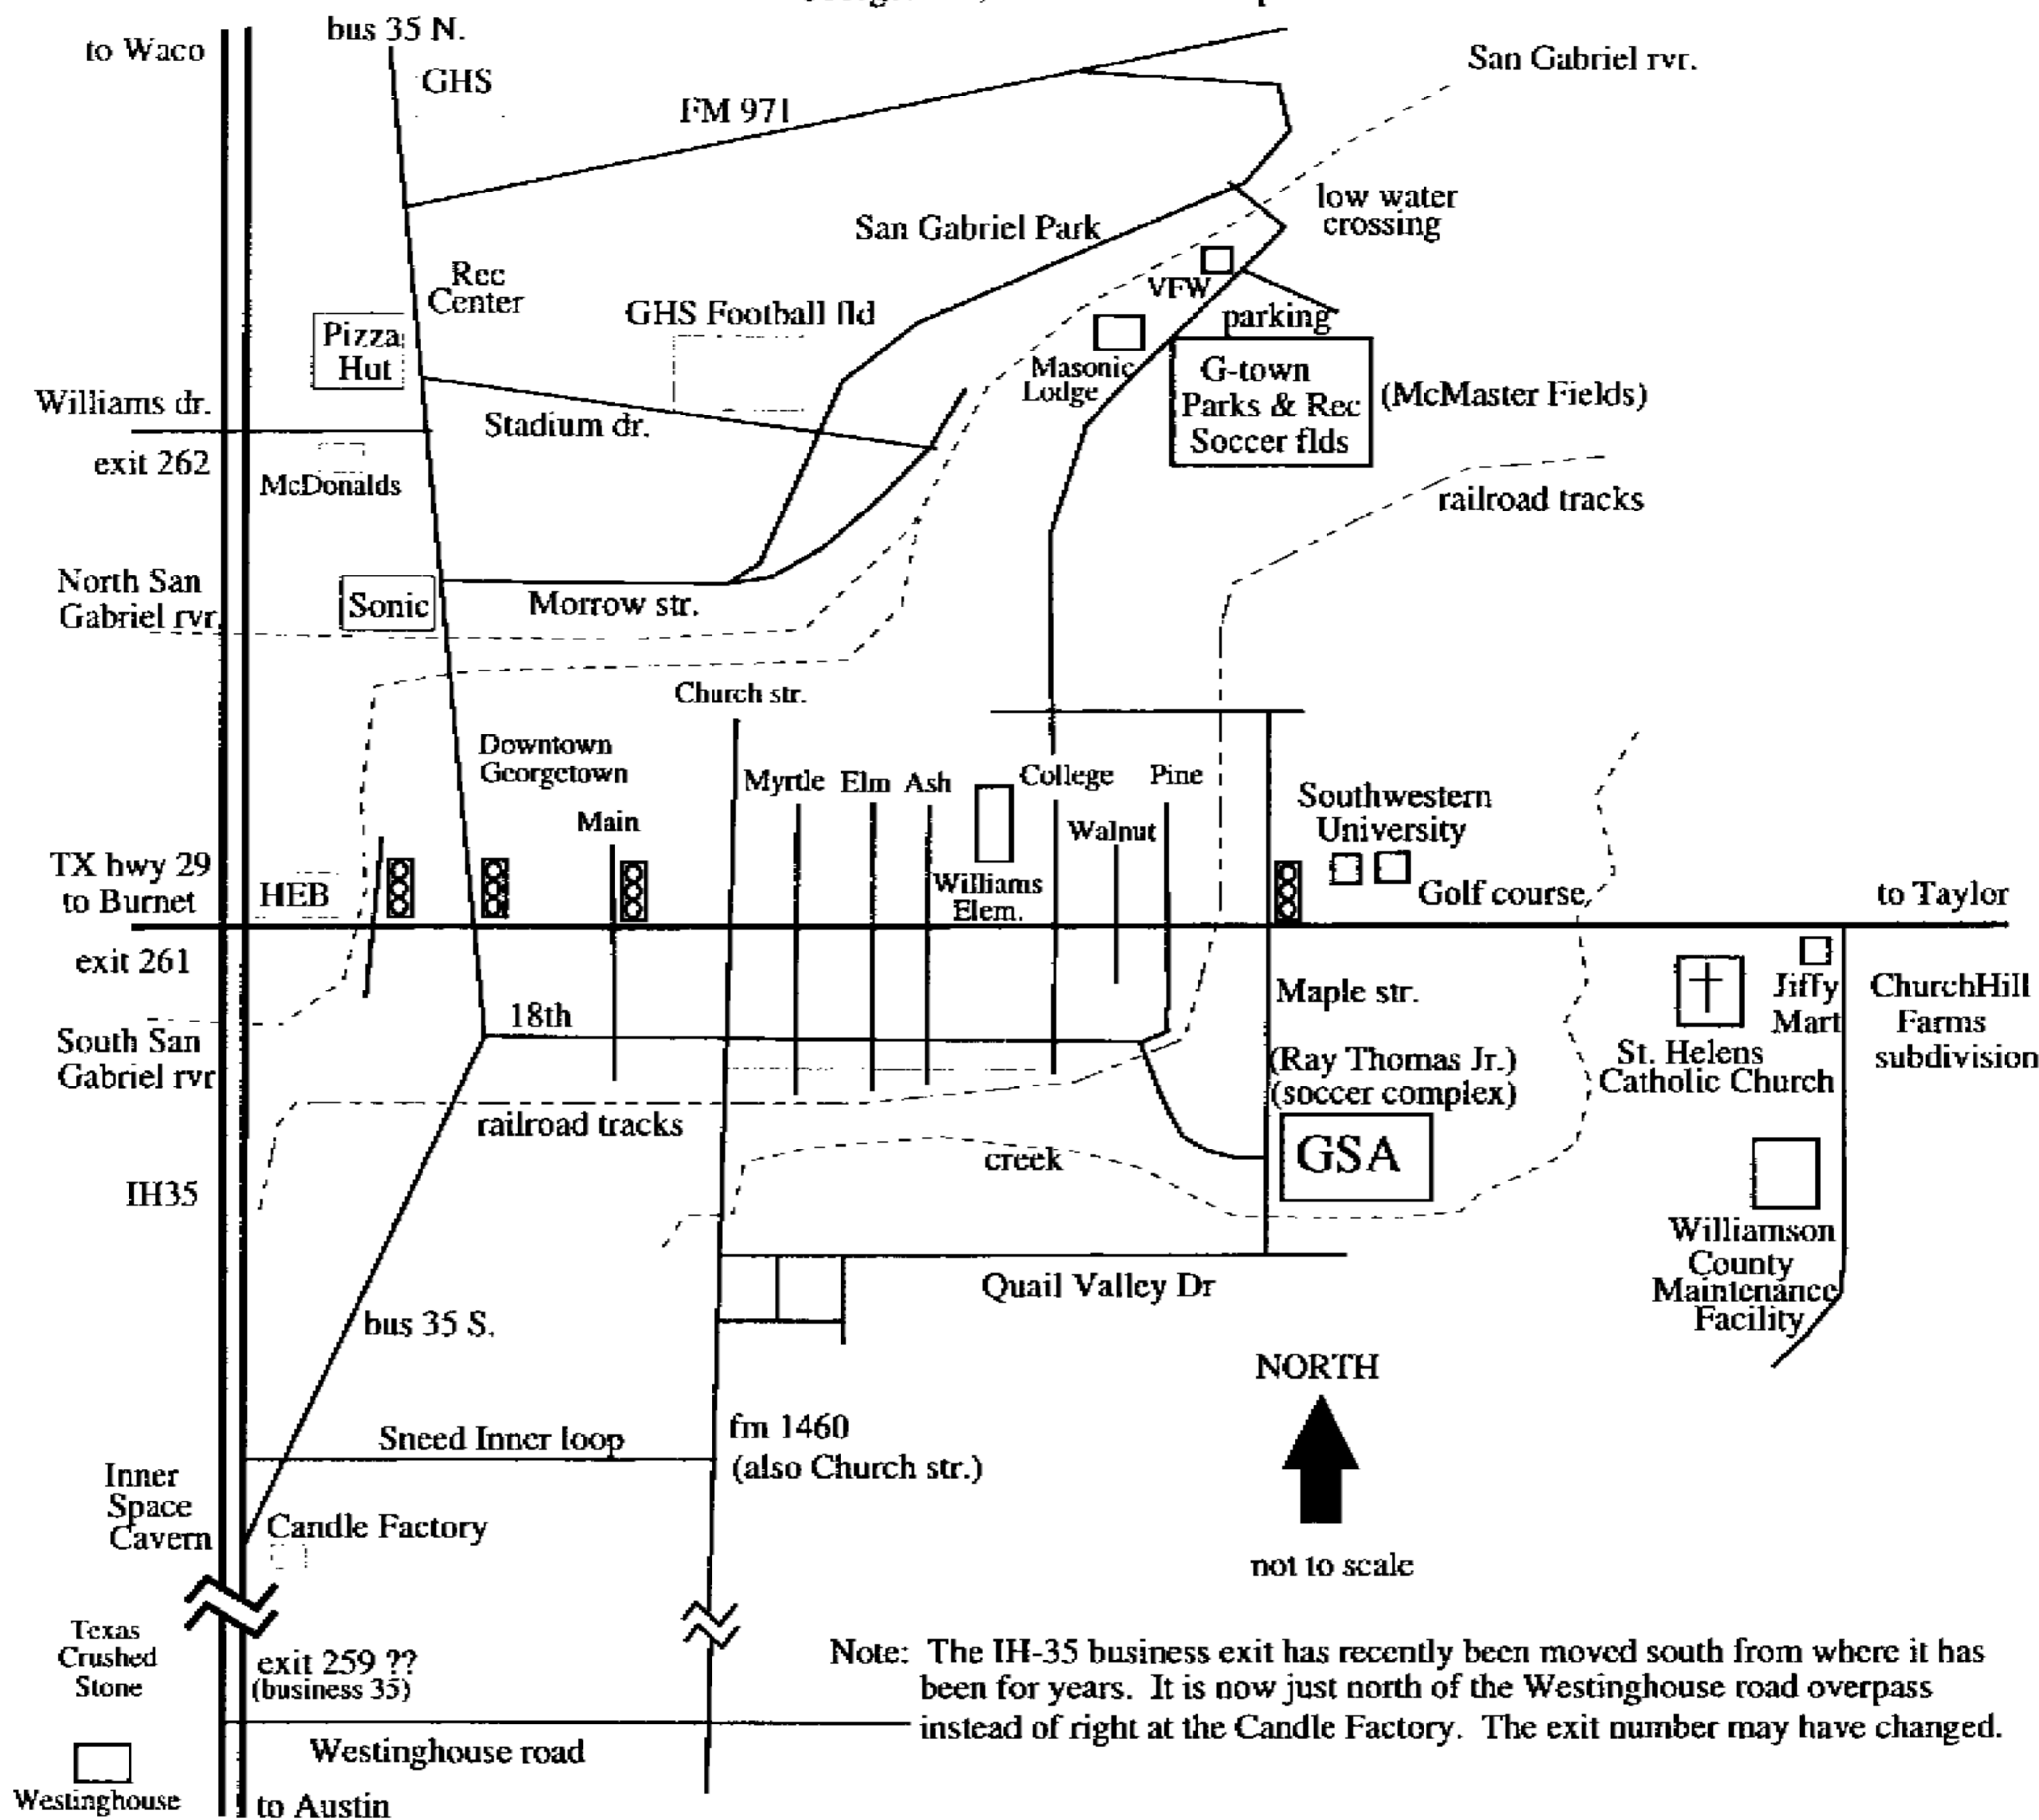 bus 35 N.
to Waco
GHS
San Gabriel rvr.
FM 971
low water
crossing
San Gabriel Park
Rec
Center
VFW
GHS Football fld
parking
Pizza
Hut
Masonic
Lodge
G-town
Parks & Rec
Soccer flds
(McMaster Fields)
Williams dr.
Stadium dr.
exit 262
McDonalds
railroad tracks
North San
Gabriel rvr
Sonic
Morrow str.
Church str.
Downtown
Georgetown
Myrtle
Elm
Ash
College
Pine
Main
Walnut
Southwestern
University
TX hwy 29
to Burnet
HEB
Williams
Elem.
Golf course
to Taylor
exit 261
Maple str.
Jiffy
Mart
ChurchHill
Farms
subdivision
18th
South San
Gabriel rvr
(Ray Thomas Jr.)
(soccer complex)
St. Helens
Catholic Church
railroad tracks
creek
GSA
IH35
Williamson
County
Maintenance
Facility
Quail Valley Dr
bus 35 S.
NORTH
Sneed Inner loop
fm 1460
(also Church str.)
Inner
Space
Cavern
Candle Factory
not to scale
Texas
Crushed
Stone
exit 259 ??
(business 35)
Note: The IH-35 business exit has recently been moved south from where it has
been for years. It is now just north of the Westinghouse road overpass
instead of right at the Candle Factory. The exit number may have changed.
Westinghouse road
Westinghouse
to Austin